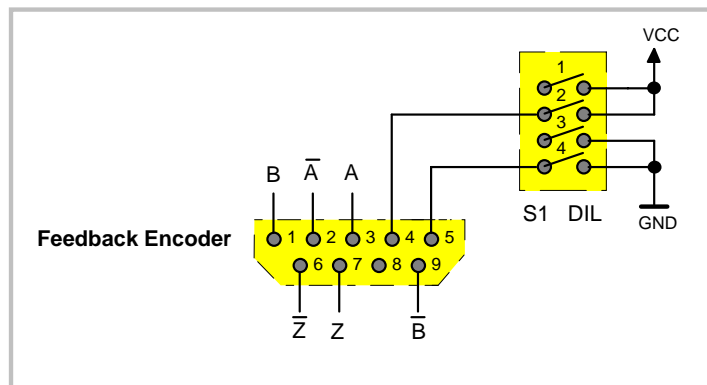 VCC
1
2
3
4
S1 DIL
GND
B A̅ A
Feedback Encoder
1 2 3 4 5
6 7 8 9
Z̅ Z B̅